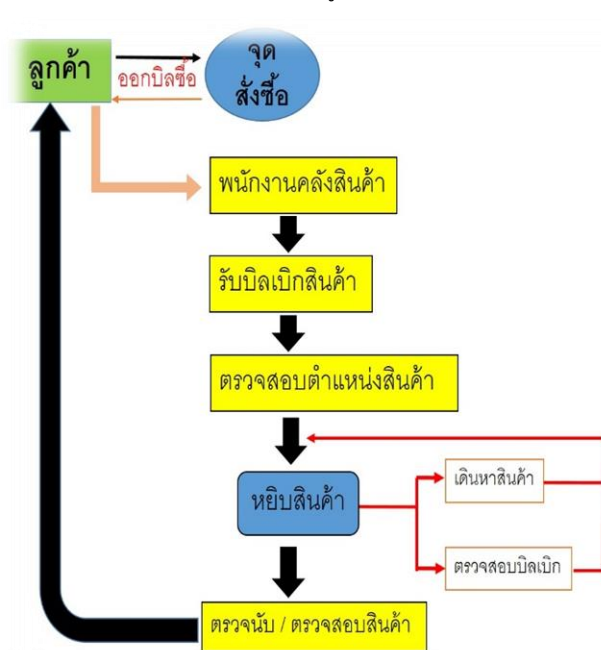 ลูกค้า
ออกบิลซื้อ
จุด
สั่งซื้อ
พนักงานคลังสินค้า
รับบิลเบิกสินค้า
ตรวจสอบตำแหน่งสินค้า
หยิบสินค้า
เดินหาสินค้า
ตรวจสอบบิลเบิก
ตรวจนับ / ตรวจสอบสินค้า